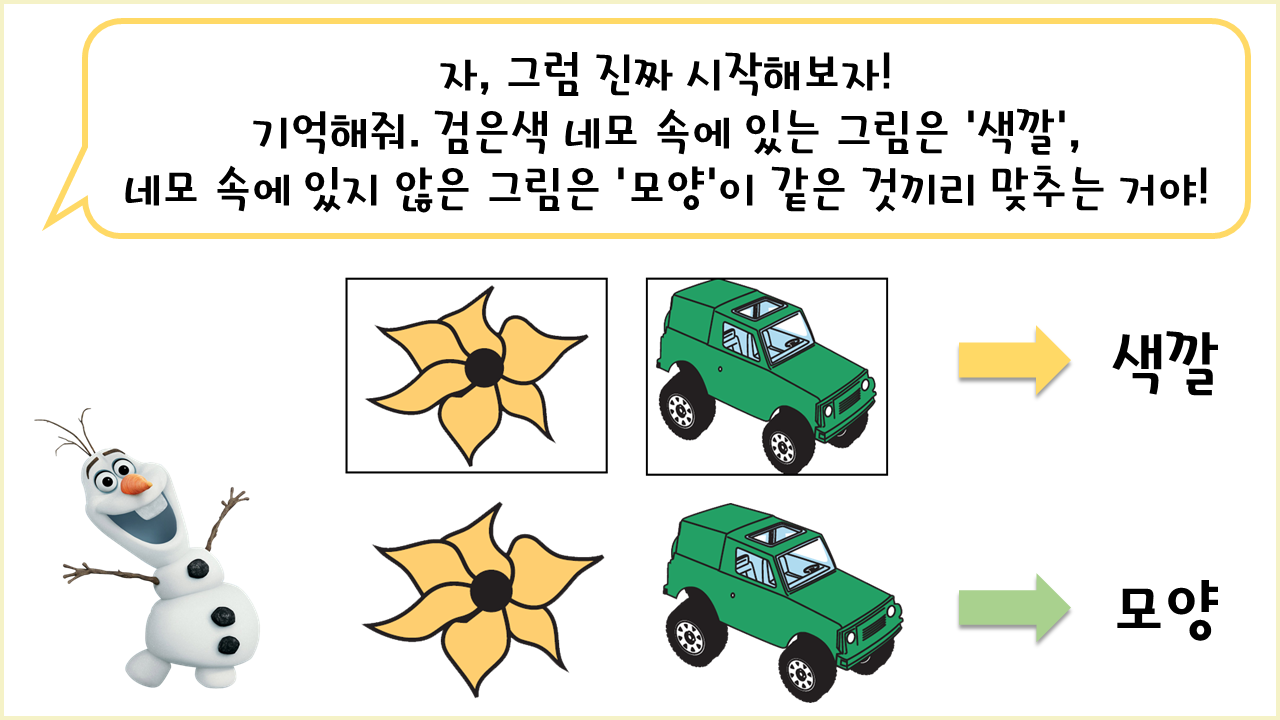 자, 그럼 진짜 시작해보자!
기억해줘. 검은색 네모 속에 있는 그림은 '색깔',
네모 속에 있지 않은 그림은 '모양'이 같은 것끼리 맞추는 거야!
색깔
모양